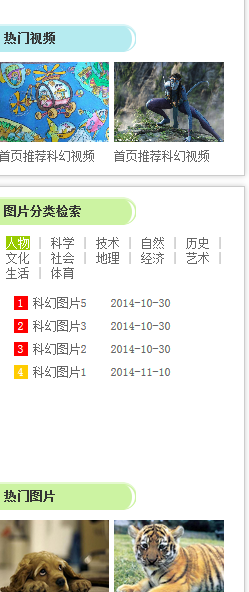 热门视频
首页推荐科幻视频 首页推荐科幻视频
图片分类检索
人物 | 科学 | 技术 | 自然 | 历史 |
文化 | 社会 | 地理 | 经济 | 艺术 |
生活 | 体育
1 科幻图片5 2014-10-30
2 科幻图片3 2014-10-30
3 科幻图片2 2014-10-30
4 科幻图片1 2014-11-10
热门图片